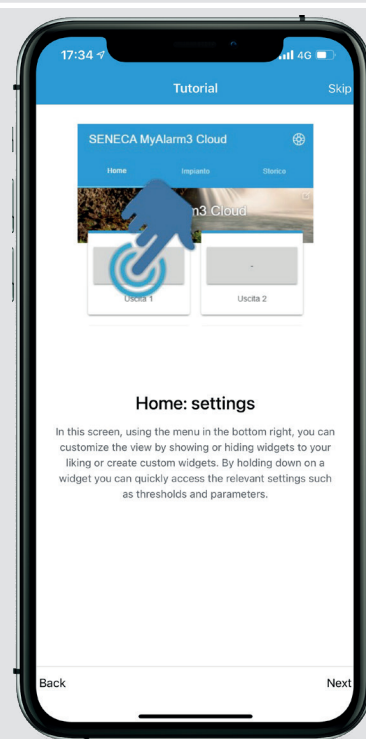 17:34
4G
Tutorial
Skip
SENECA MyAlarm3 Cloud
Home
Impianto
Storico
m3 Cloud
-
Uscita 1
Uscita 2
Home: settings
In this screen, using the menu in the bottom right, you can
customize the view by showing or hiding widgets to your
liking or create custom widgets. By holding down on a
widget you can quickly access the relevant settings such
as thresholds and parameters.
Back
Next